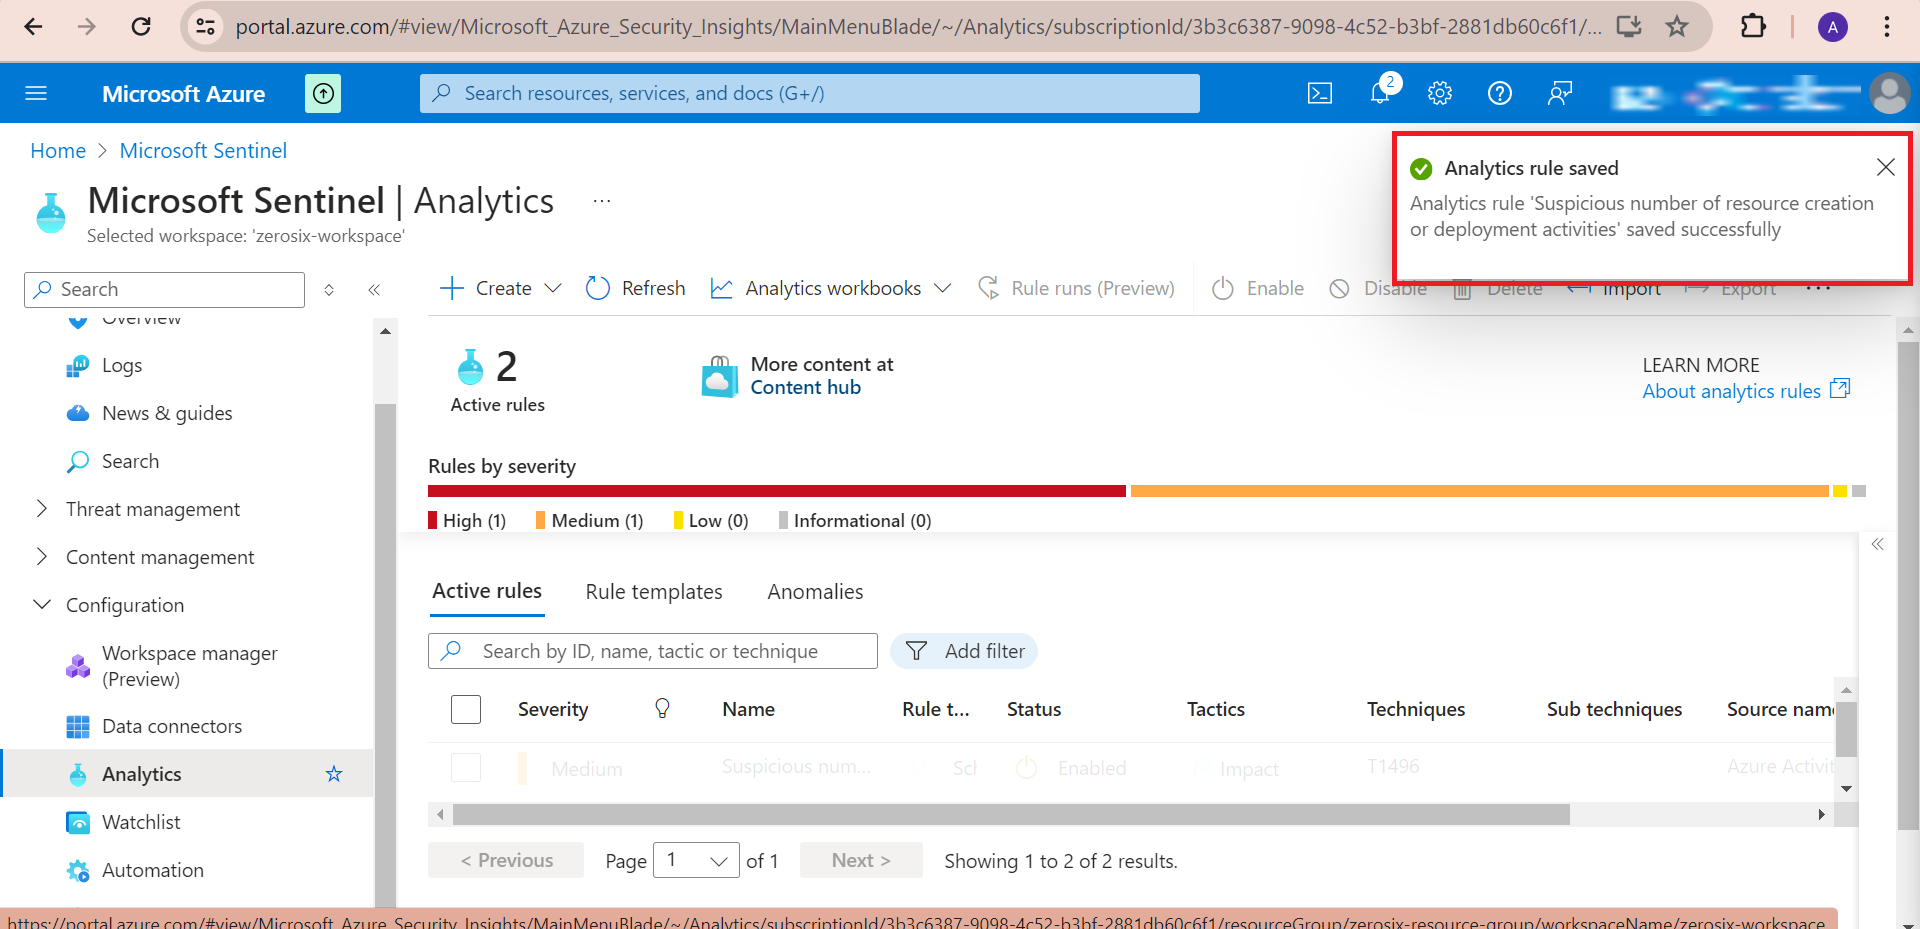 portal.azure.com/#view/Microsoft_Azure_Security_Insights/MainMenuBlade/~/Analytics/subscriptionId/3b3c6387-9098-4c52-b3bf-2881db60c6f1/...
A
Microsoft Azure
Search resources, services, and docs (G+/)
2
Home > Microsoft Sentinel
Microsoft Sentinel | Analytics
...
Selected workspace: 'zerosix-workspace'
Analytics rule saved
Analytics rule 'Suspicious number of resource creation
or deployment activities' saved successfully
Search
Create
Refresh
Analytics workbooks
Rule runs (Preview)
Enable
Disable
Delete
Import
Export
...
Overview
Logs
News & guides
Search
Threat management
Content management
Configuration
Workspace manager
(Preview)
Data connectors
Analytics
Watchlist
Automation
2
Active rules
More content at
Content hub
LEARN MORE
About analytics rules
Rules by severity
High (1)
Medium (1)
Low (0)
Informational (0)
Active rules
Rule templates
Anomalies
Search by ID, name, tactic or technique
Add filter
Severity
Name
Rule t...
Status
Tactics
Techniques
Sub techniques
Source name
Medium
Suspicious num...
Sch
Enabled
Impact
T1496
Azure Activit
< Previous
Page
1
of 1
Next >
Showing 1 to 2 of 2 results.
https://portal.azure.com/#view/Microsoft_Azure_Security_Insights/MainMenuBlade/~/Analytics/subscriptionId/3b3c6387-9098-4c52-b3bf-2881db60c6f1/resourceGroup/zerosix-resource-group/workspaceName/zerosix-workspace